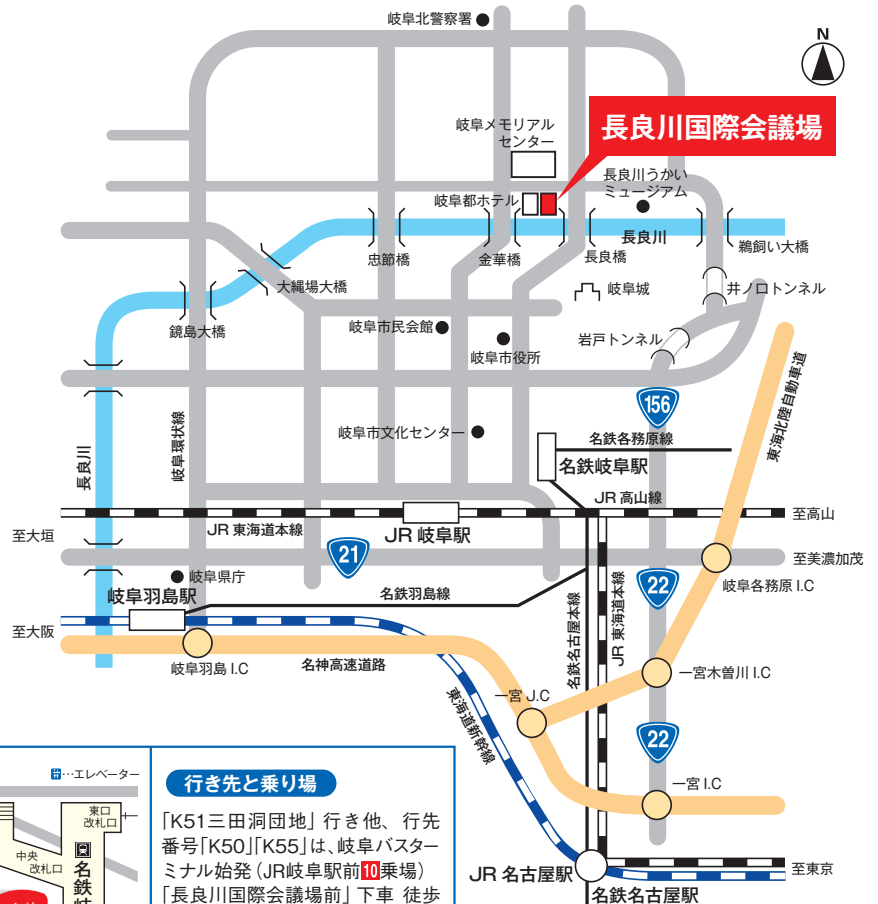 岐阜北警察署
N
岐阜メモリアル
センター
長良川国際会議場
長良川うかい
ミュージアム
岐阜都ホテル
長良川
鵜飼い大橋
忠節橋
金華橋
長良橋
大縄場大橋
岐阜城
井ノ口トンネル
鏡島大橋
岐阜市民会館
岩戸トンネル
岐阜市役所
156
東海北陸自動車道
岐阜市文化センター
名鉄各務原線
名鉄岐阜駅
長良川
岐阜環状線
JR 高山線
至高山
至大垣
JR 東海道本線
JR 岐阜駅
21
至美濃加茂
岐阜県庁
岐阜各務原 I.C
22
岐阜羽島駅
名鉄羽島線
名鉄名古屋本線
JR 東海道本線
至大阪
岐阜羽島 I.C
名神高速道路
一宮木曽川 I.C
一宮 J.C
東海道新幹線
22
一宮 I.C
JR 名古屋駅
至東京
名鉄名古屋駅
…エレベーター
東口
改札口
中央
改札口
名鉄岐
行き先と乗り場
「K51三田洞団地」行き他、行先
番号「K50」「K55」は、岐阜バスター
ミナル始発(JR岐阜駅前10乗場)
「長良川国際会議場前」下車 徒歩